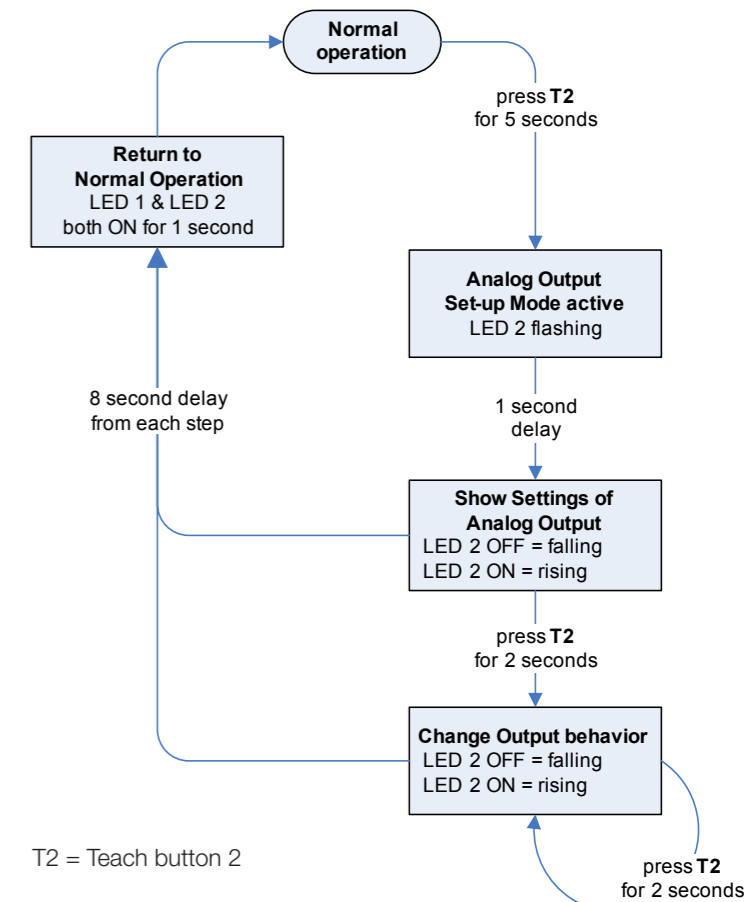 Normal
operation
press T2
for 5 seconds
Return to
Normal Operation
LED 1 & LED 2
both ON for 1 second
Analog Output
Set-up Mode active
LED 2 flashing
8 second delay
from each step
1 second
delay
Show Settings of
Analog Output
LED 2 OFF = falling
LED 2 ON = rising
press T2
for 2 seconds
Change Output behavior
LED 2 OFF = falling
LED 2 ON = rising
T2 = Teach button 2
press T2
for 2 seconds